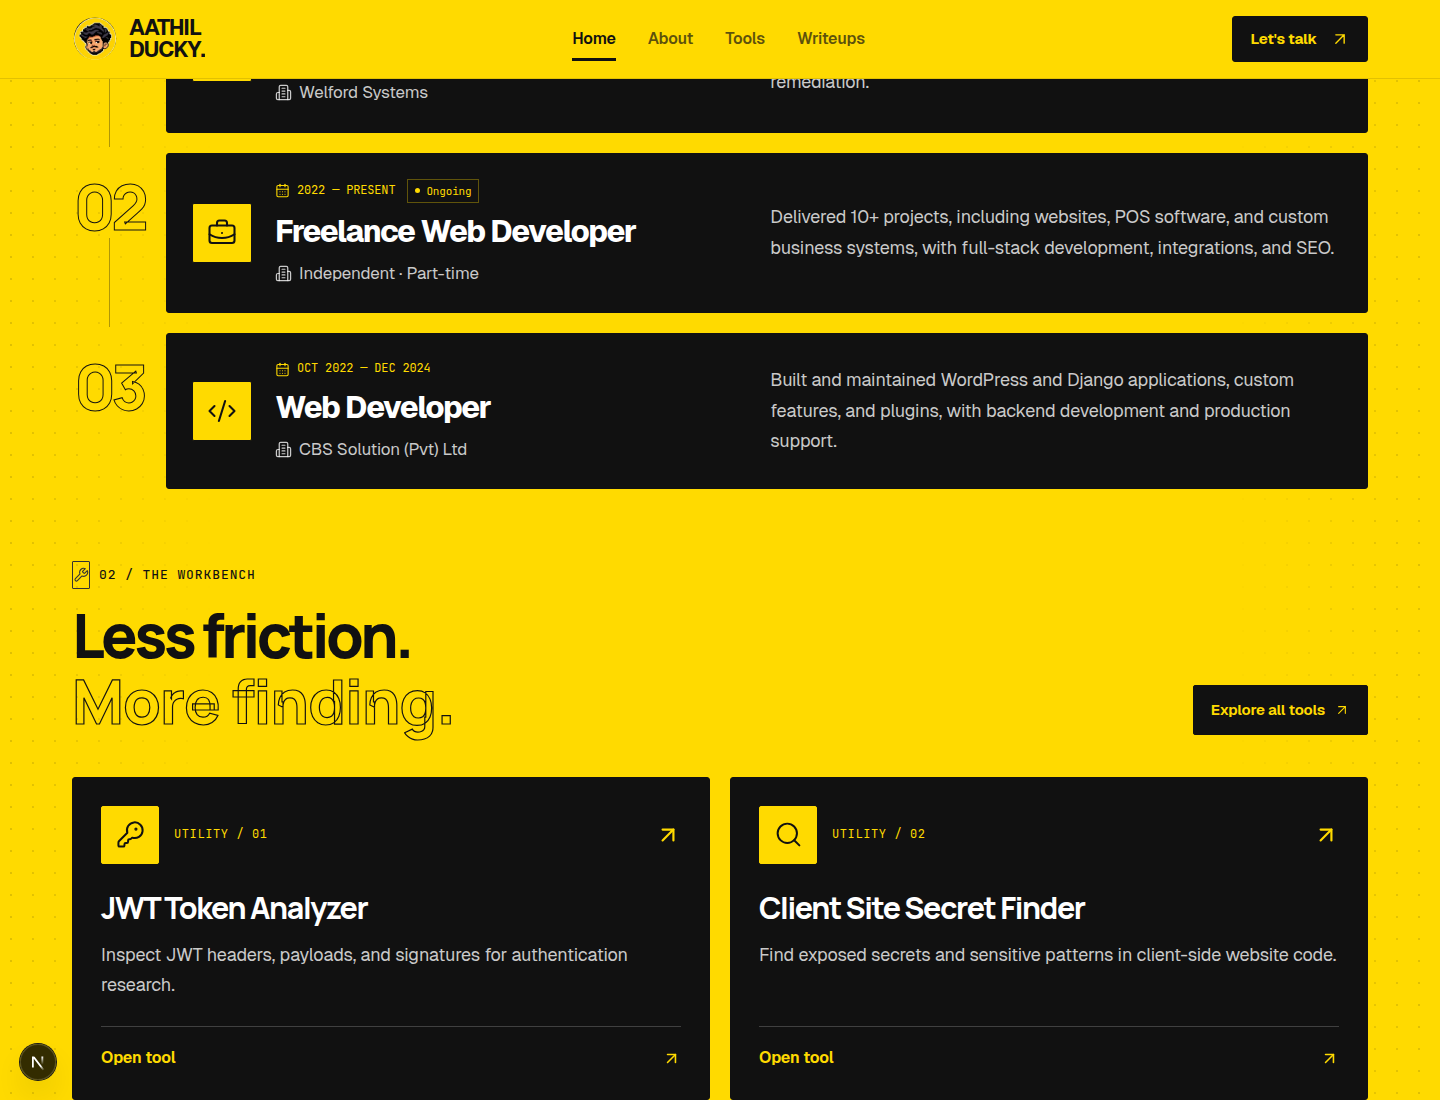 AATHIL
DUCKY.
Home
About
Tools
Writeups
Let's talk
Welford Systems
remediation.
02
2022 — PRESENT
Ongoing
Freelance Web Developer
Independent · Part-time
Delivered 10+ projects, including websites, POS software, and custom
business systems, with full-stack development, integrations, and SEO.
03
OCT 2022 — DEC 2024
Web Developer
CBS Solution (Pvt) Ltd
Built and maintained WordPress and Django applications, custom
features, and plugins, with backend development and production
support.
02 / THE WORKBENCH
Less friction.
More finding.
Explore all tools
UTILITY / 01
JWT Token Analyzer
Inspect JWT headers, payloads, and signatures for authentication
research.
Open tool
UTILITY / 02
Client Site Secret Finder
Find exposed secrets and sensitive patterns in client-side website code.
Open tool
N